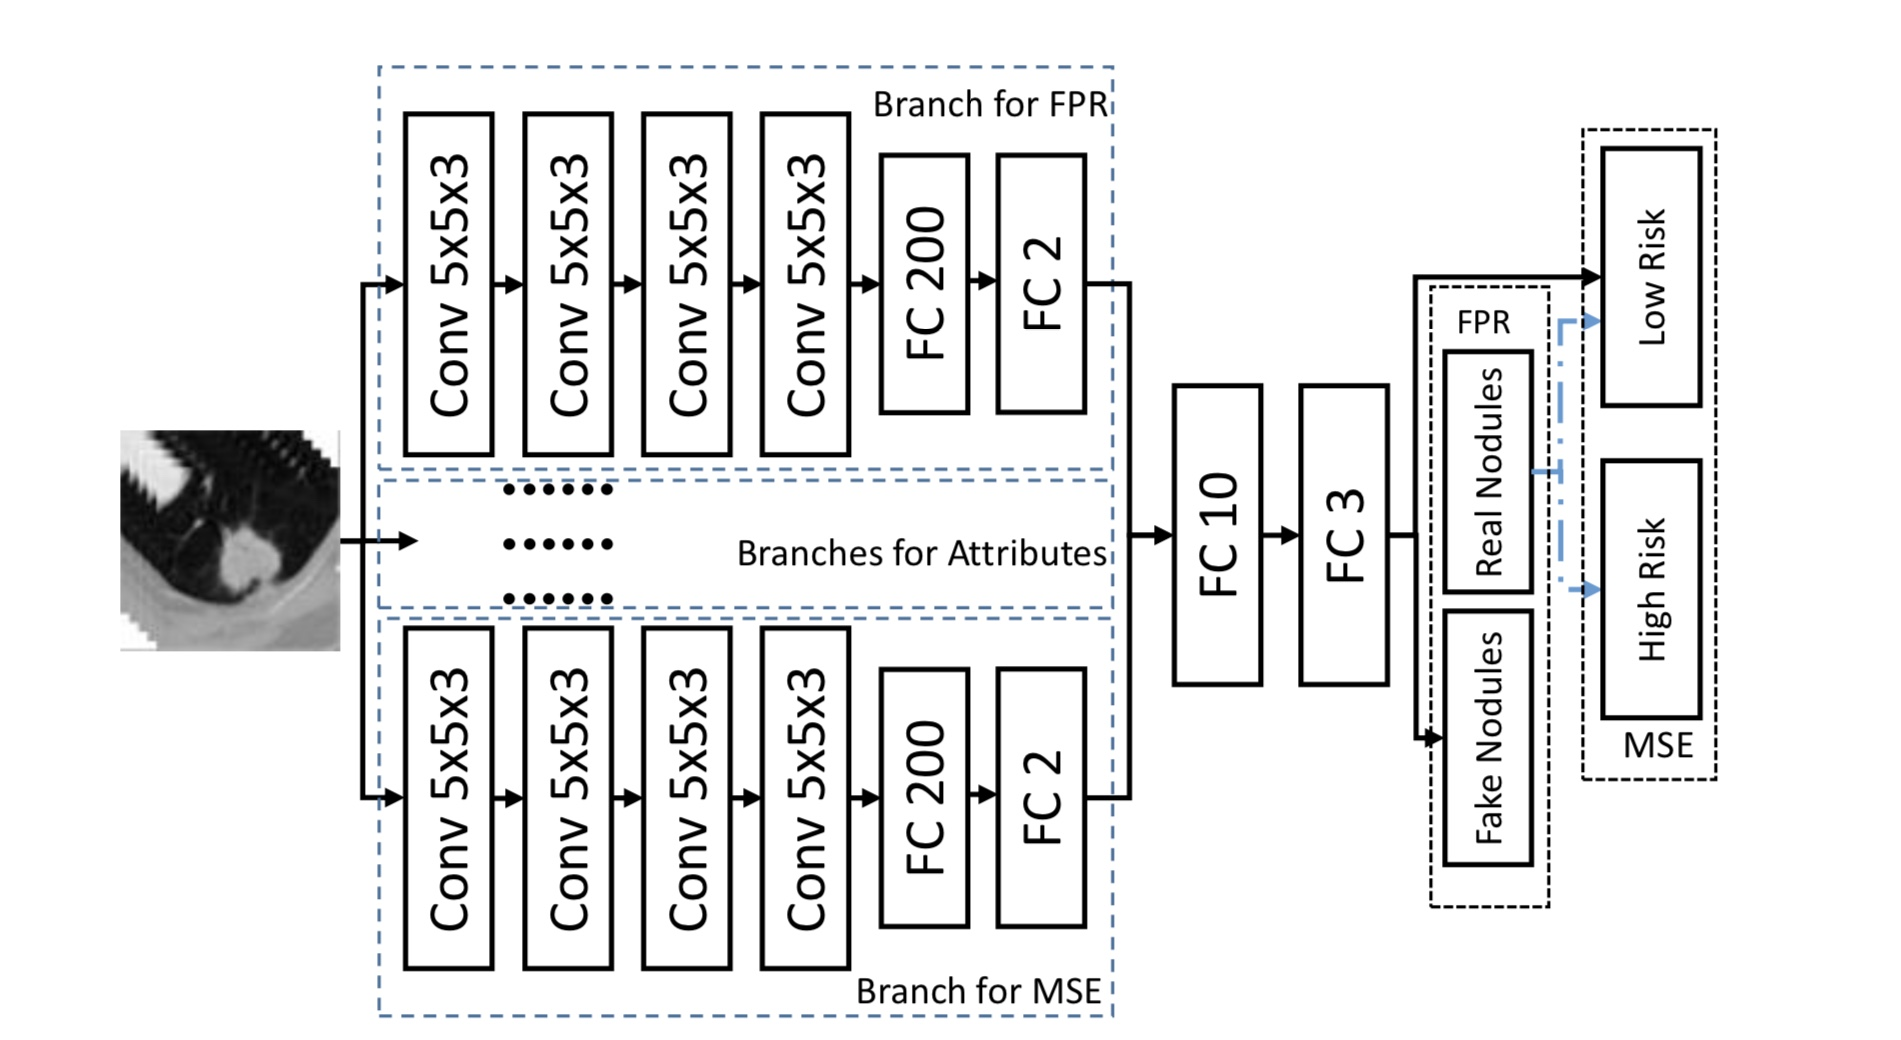 Branch for FPR
Conv 5x5x3
Conv 5x5x3
Conv 5x5x3
Conv 5x5x3
FC 200
FC 2
Branches for Attributes
Conv 5x5x3
Conv 5x5x3
Conv 5x5x3
Conv 5x5x3
FC 200
FC 2
Branch for MSE
FC 10
FC 3
FPR
Real Nodules
Fake Nodules
Low Risk
High Risk
MSE